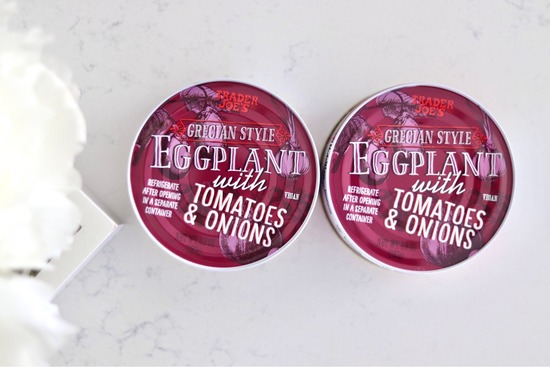 TRADER
JOE'S
GRECIAN STYLE
EGGPLANT
with
TOMATOES
& ONIONS
VEGAN
REFRIGERATE
AFTER OPENING
IN A SEPARATE
CONTAINER
TRADER
JOE'S
GRECIAN STYLE
EGGPLANT
with
TOMATOES
& ONIONS
VEGAN
REFRIGERATE
AFTER OPENING
IN A SEPARATE
CONTAINER